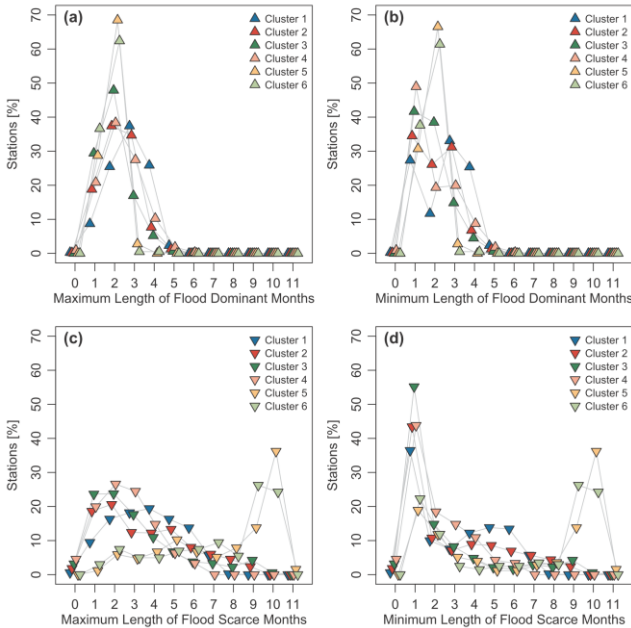 (a)
Cluster 1
Cluster 2
Cluster 3
Cluster 4
Cluster 5
Cluster 6
Stations [%]
70
60
50
40
30
20
10
0
0 1 2 3 4 5 6 7 8 9 10 11
Maximum Length of Flood Dominant Months
(b)
Cluster 1
Cluster 2
Cluster 3
Cluster 4
Cluster 5
Cluster 6
Stations [%]
70
60
50
40
30
20
10
0
0 1 2 3 4 5 6 7 8 9 10 11
Minimum Length of Flood Dominant Months
(c)
Cluster 1
Cluster 2
Cluster 3
Cluster 4
Cluster 5
Cluster 6
Stations [%]
70
60
50
40
30
20
10
0
0 1 2 3 4 5 6 7 8 9 10 11
Maximum Length of Flood Scarce Months
(d)
Cluster 1
Cluster 2
Cluster 3
Cluster 4
Cluster 5
Cluster 6
Stations [%]
70
60
50
40
30
20
10
0
0 1 2 3 4 5 6 7 8 9 10 11
Minimum Length of Flood Scarce Months